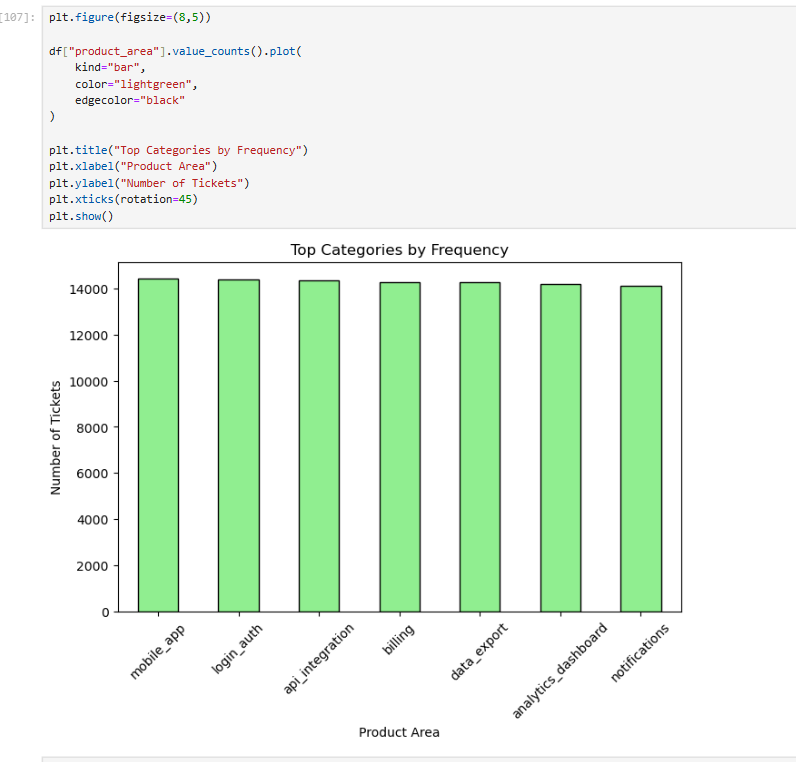 [107]:
plt.figure(figsize=(8,5))
df["product_area"].value_counts().plot(
    kind="bar",
    color="lightgreen",
    edgecolor="black"
)
plt.title("Top Categories by Frequency")
plt.xlabel("Product Area")
plt.ylabel("Number of Tickets")
plt.xticks(rotation=45)
plt.show()
Top Categories by Frequency
14000
12000
10000
8000
6000
4000
2000
0
Number of Tickets
mobile_app
login_auth
api_integration
billing
data_export
analytics_dashboard
notifications
Product Area